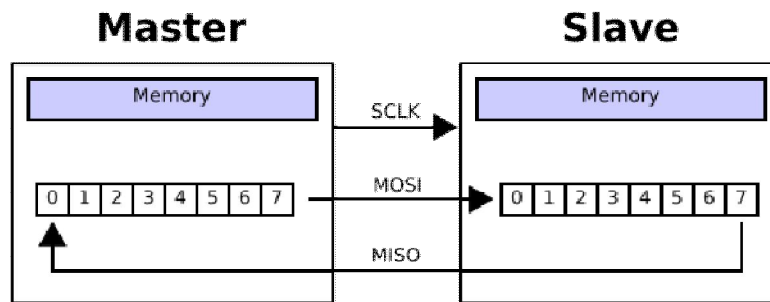 Master Slave
Memory Memory
SCLK
0 1 2 3 4 5 6 7 MOSI 0 1 2 3 4 5 6 7
MISO